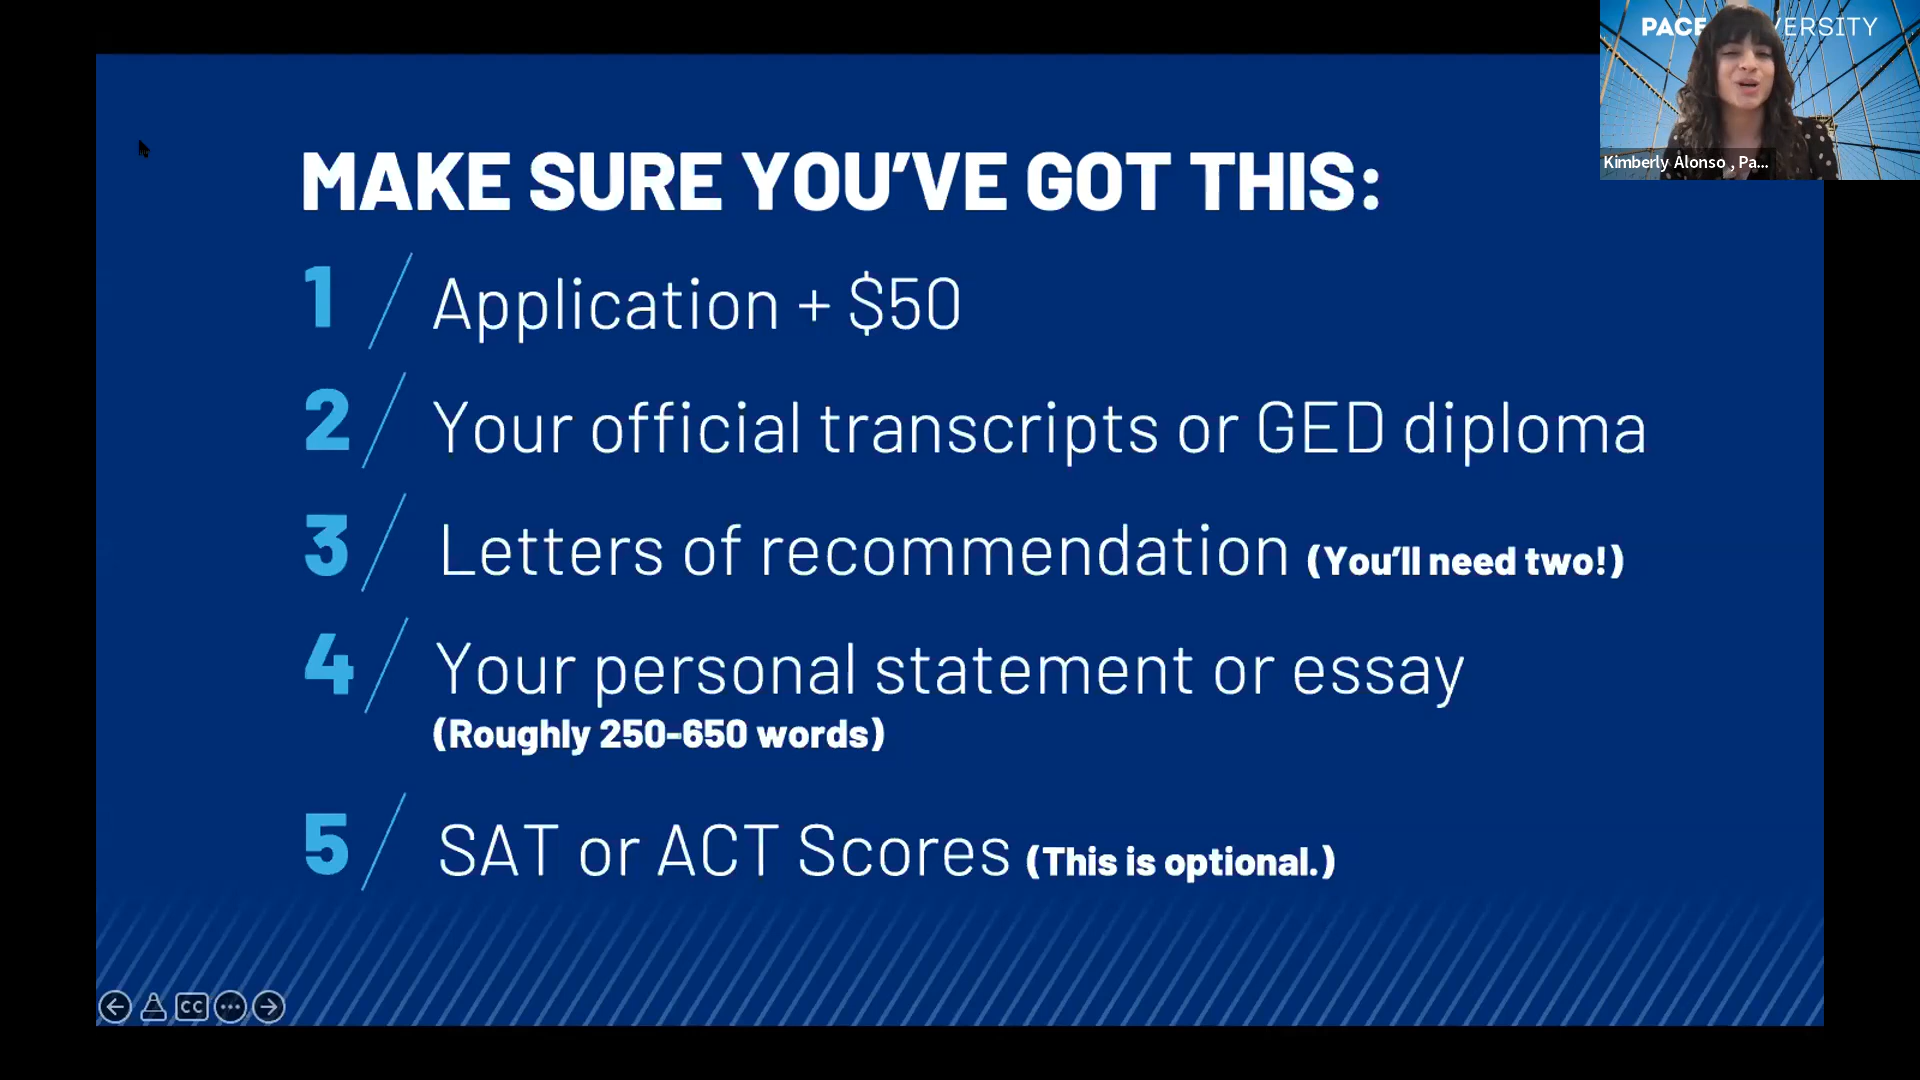 PACE
ERSITY
Kimberly Alonso , Pa...
MAKE SURE YOU’VE GOT THIS:
1 Application + $50
2 Your official transcripts or GED diploma
3 Letters of recommendation (You’ll need two!)
4 Your personal statement or essay
(Roughly 250-650 words)
5 SAT or ACT Scores (This is optional.)
CC